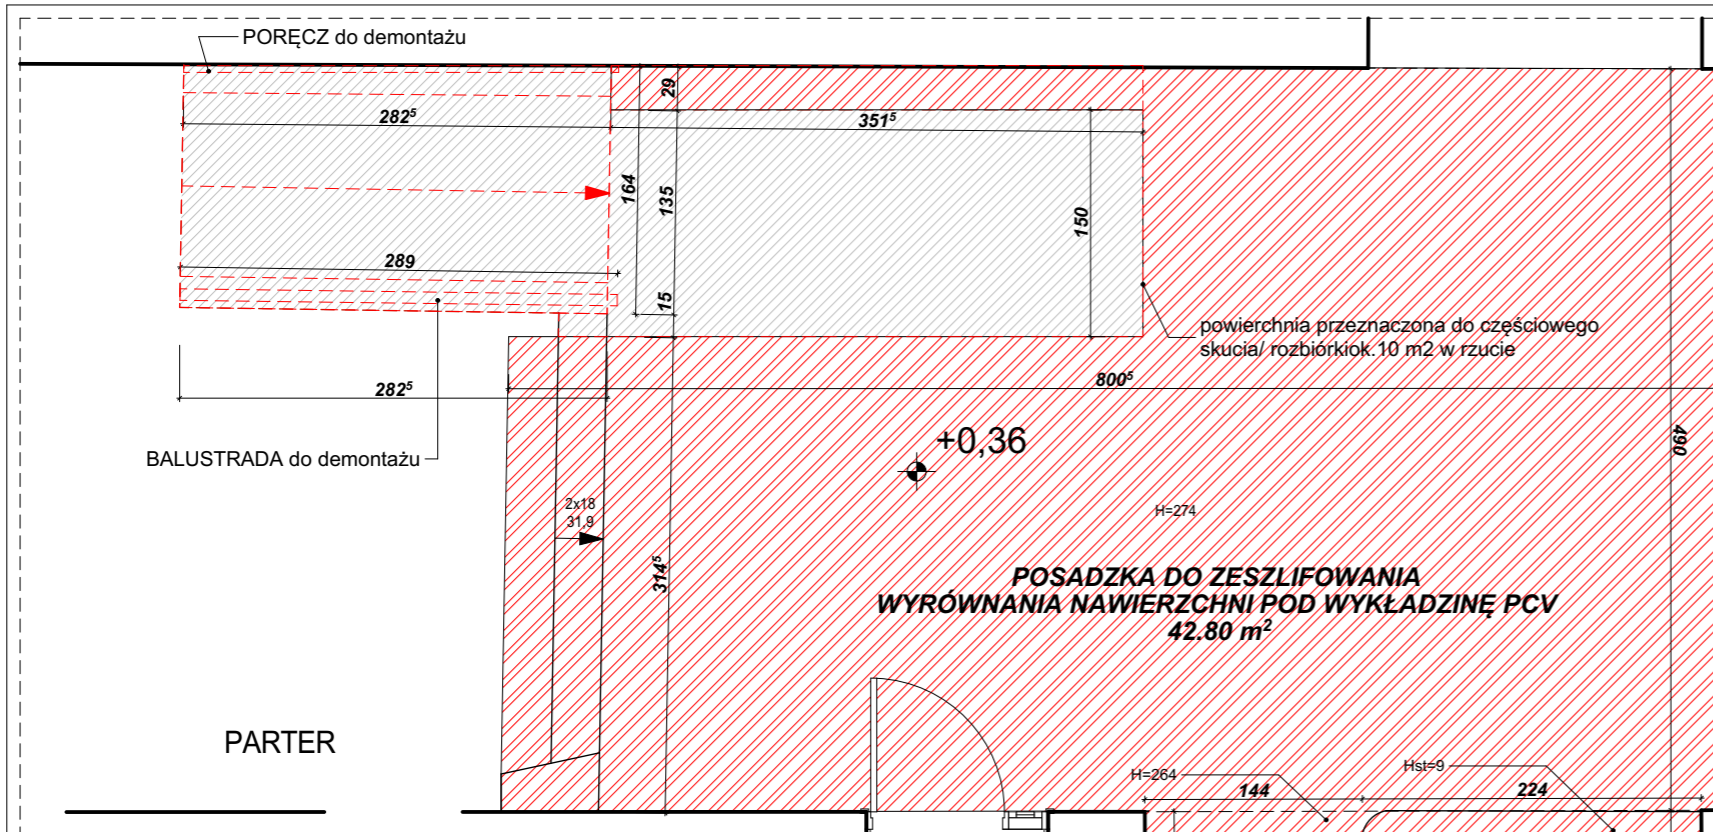 PORĘCZ do demontażu
29
282⁵
351⁵
164
135
150
289
15
powierchnia przeznaczona do częściowego
skucia/ rozbiórkiok.10 m2 w rzucie
282⁵
800⁵
+0,36
490
BALUSTRADA do demontażu
2x18
31,9
H=274
314⁵
POSADZKA DO ZESZLIFOWANIA
WYRÓWNANIA NAWIERZCHNI POD WYKŁADZINĘ PCV
42.80 m²
PARTER
H=264
Hst=9
144
224